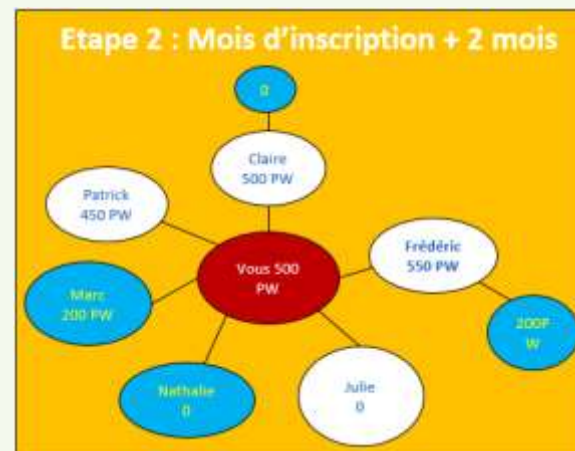 Etape 2 : Mois d'inscription + 2 mois
0
Claire
500 PW
Patrick
450 PW
Frédéric
550 PW
Vous 500
PW
Marc
200 PW
200P
W
Nathalie
0
Julie
0